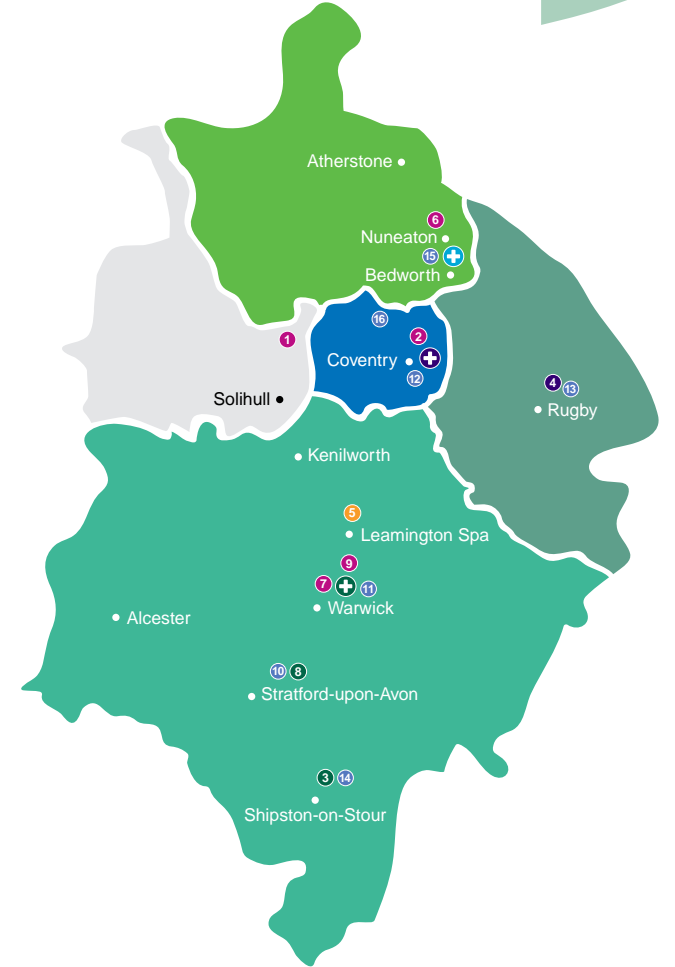 Atherstone
6
Nuneaton
15
Bedworth
16
1
2
Coventry
12
Solihull
4
13
Rugby
Kenilworth
5
Leamington Spa
9
7
11
Warwick
Alcester
10
8
Stratford-upon-Avon
3
14
Shipston-on-Stour